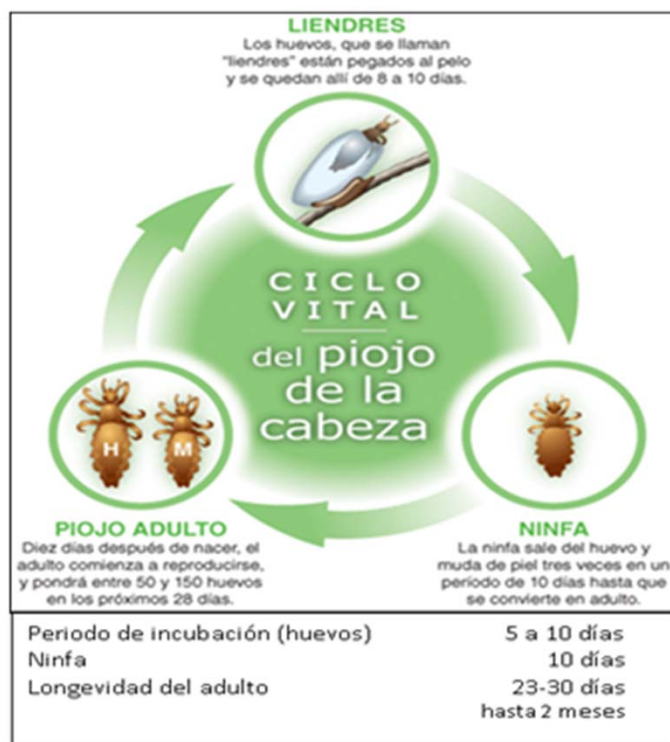 LIENDRES
Los huevos, que se llaman
"liendres" están pegados al pelo
y se quedan allí de 8 a 10 días.
CICLO
VITAL
del piojo
de la
cabeza
H M
PIOJO ADULTO
Diez días después de nacer, el
adulto comienza a reproducirse,
y pondrá entre 50 y 150 huevos
en los próximos 28 días.
NINFA
La ninfa sale del huevo y
muda de piel tres veces en un
período de 10 días hasta que
se convierte en adulto.
Periodo de incubación (huevos) 5 a 10 días
Ninfa 10 días
Longevidad del adulto 23-30 días
hasta 2 meses